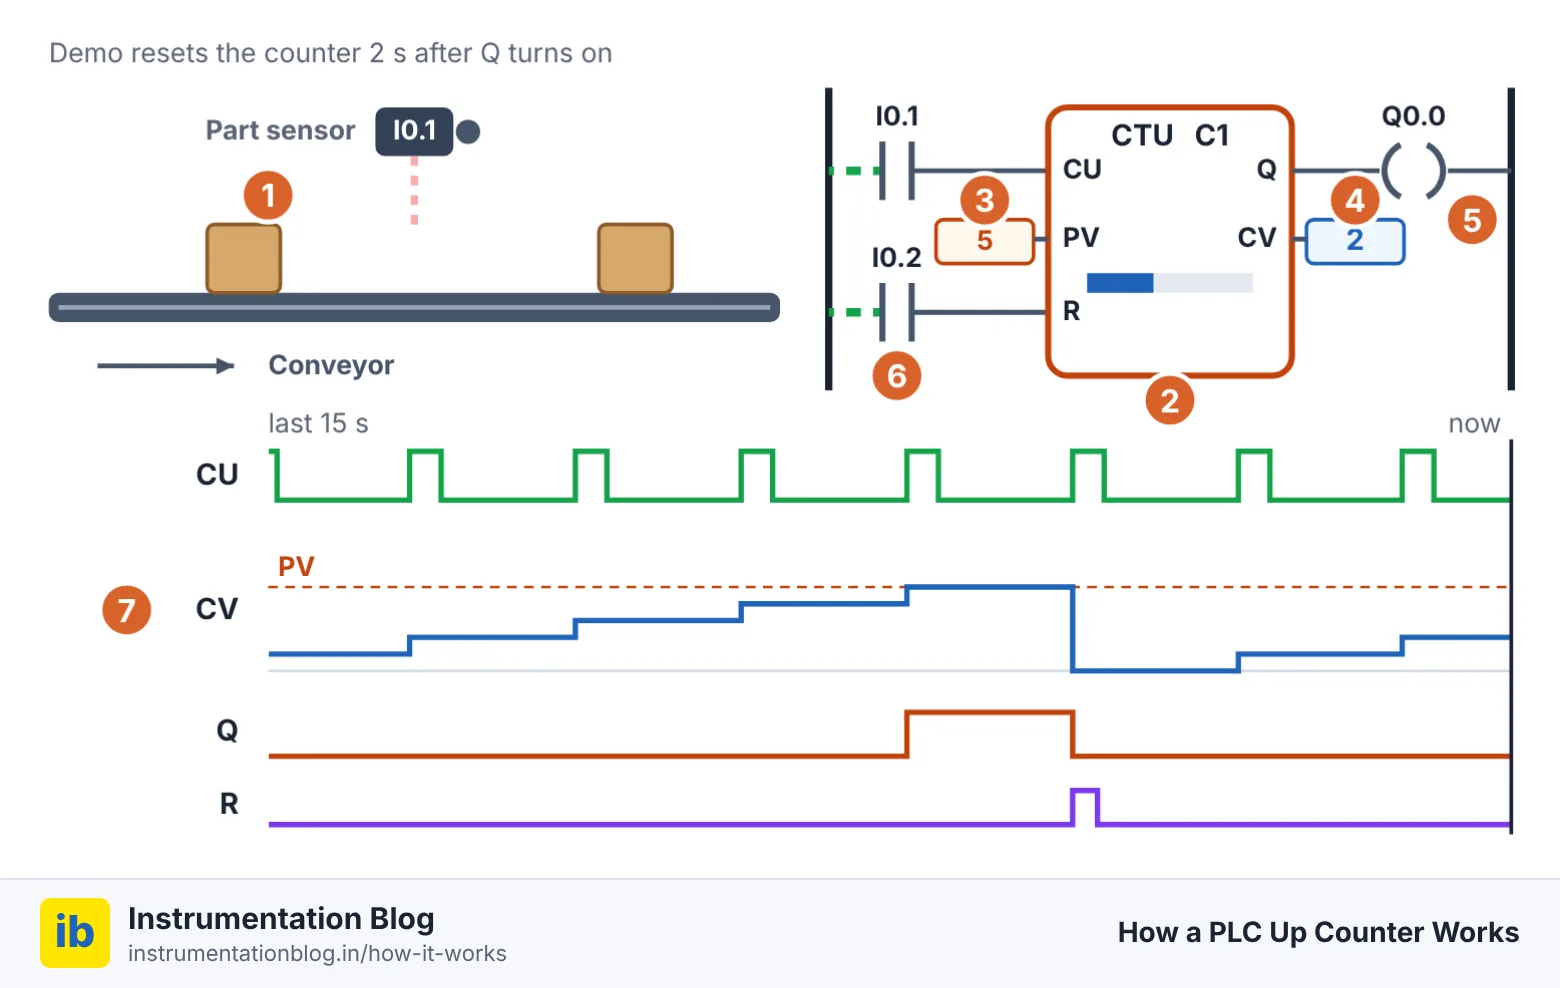 Demo resets the counter 2 s after Q turns on
Part sensor
I0.1
1
Conveyor
I0.1
CTU C1
Q0.0
CU
Q
3
4
5
5
PV
CV
2
I0.2
R
6
2
last 15 s
now
CU
PV
7
CV
Q
R
ib
Instrumentation Blog
instrumentationblog.in/how-it-works
How a PLC Up Counter Works